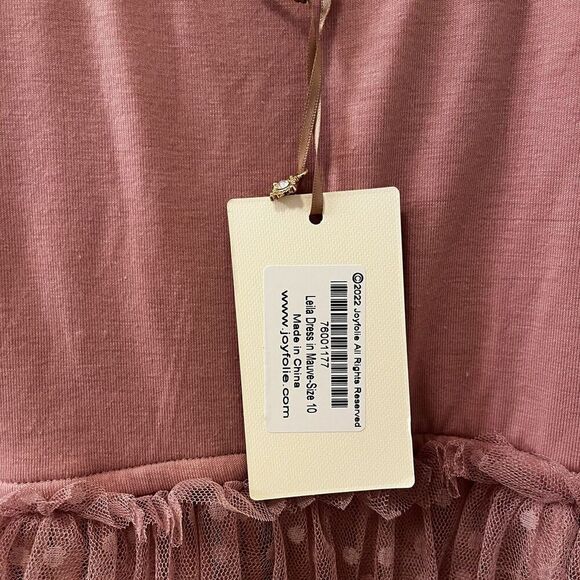 ©2022 Joyfolie All Rights Reserved
76001177
Leila Dress in Mauve-Size 10
Made in China
www.joyfolie.com